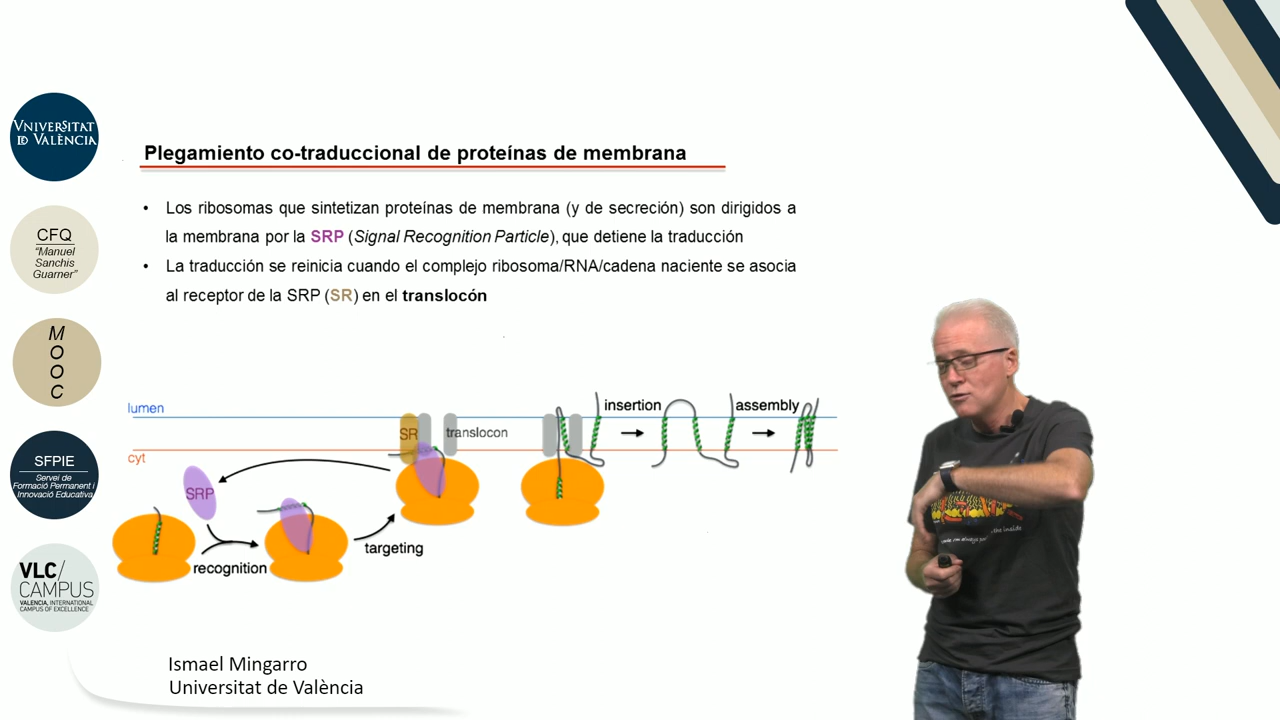 VNIVERSITAT
ID VALÈNCIA
CFQ
"Manuel
Sanchis
Guarner"
M
O
O
C
SFPIE
Servei de
Formació Permanent i
Innovació Educativa
VLC/
CAMPUS
VALENCIA, INTERNATIONAL
CAMPUS OF EXCELLENCE
Plegamiento co-traduccional de proteínas de membrana
• Los ribosomas que sintetizan proteínas de membrana (y de secreción) son dirigidos a
la membrana por la SRP (Signal Recognition Particle), que detiene la traducción
• La traducción se reinicia cuando el complejo ribosoma/RNA/cadena naciente se asocia
al receptor de la SRP (SR) en el translocón
lumen
insertion
assembly
SR
translocon
cyt
SRP
targeting
recognition
the inside
Ismael Mingarro
Universitat de València